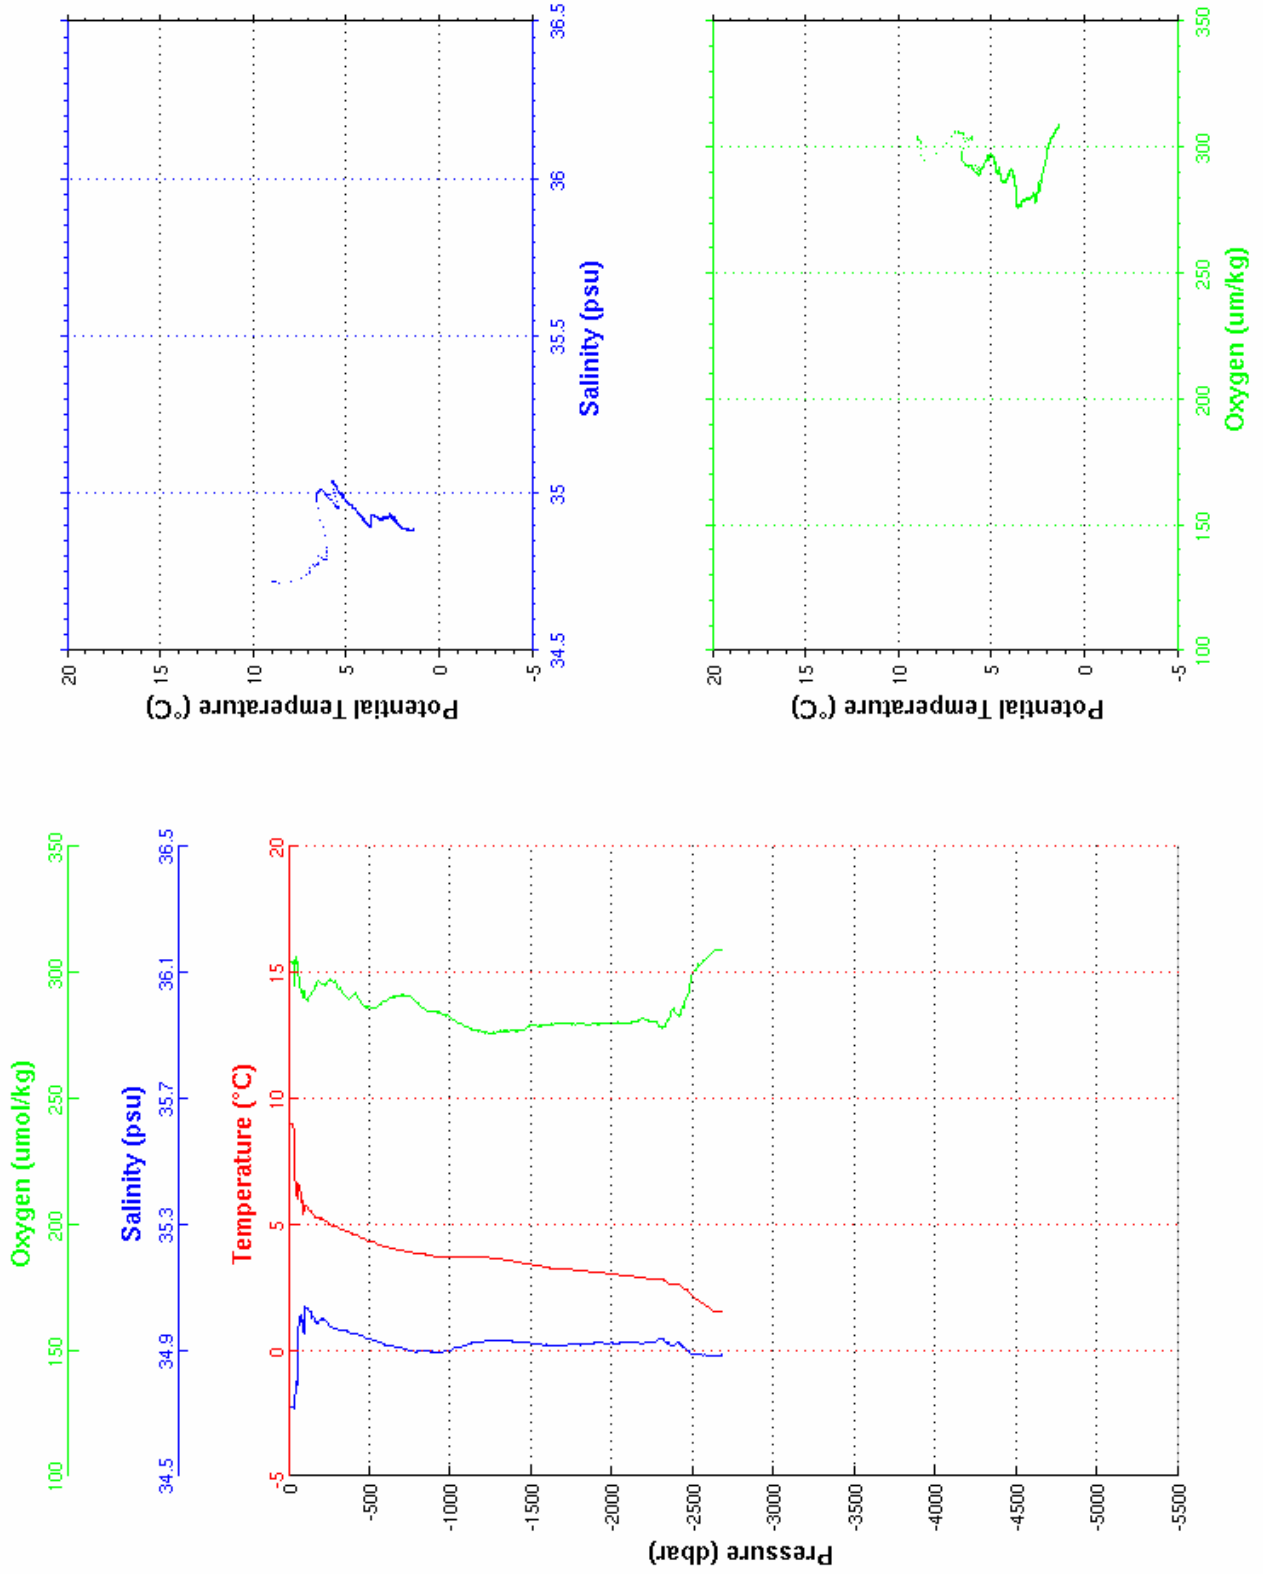 Oxygen (umol/kg)
100 150 200 250 300 350
Salinity (psu)
34.5 34.9 35.3 35.7 36.1 36.5
Temperature (°C)
-5 0 5 10 15 20
0
-500
-1000
-1500
-2000
-2500
-3000
-3500
-4000
-4500
-5000
-5500
Pressure (dbar)
20
15
10
5
0
-5
Potential Temperature (°C)
34.5 35 35.5 36 36.5
Salinity (psu)
20
15
10
5
0
-5
Potential Temperature (°C)
100 150 200 250 300 350
Oxygen (um/kg)